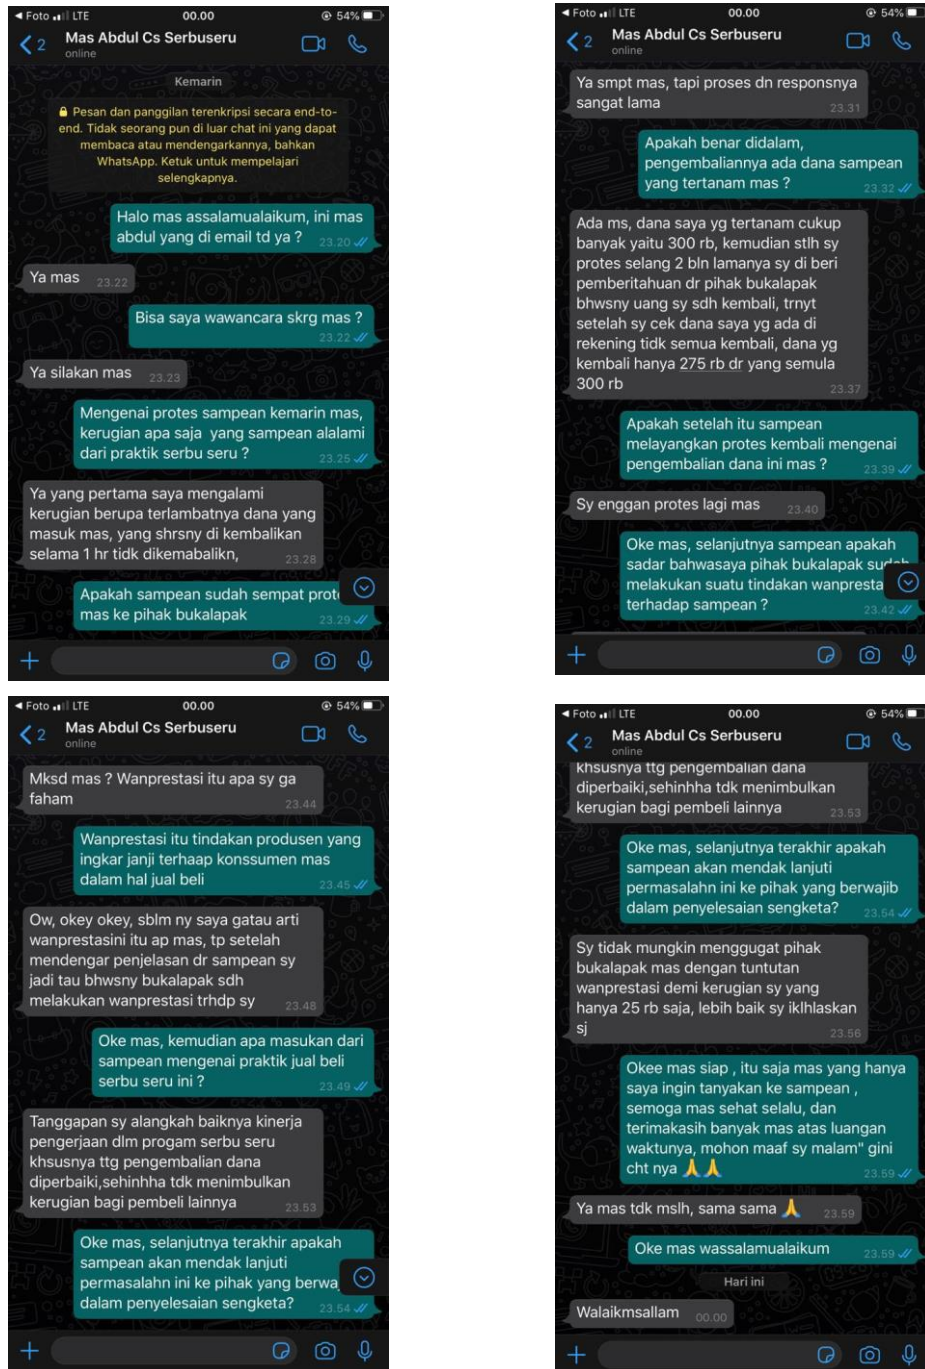 Foto LTE 00.00 54%
2 Mas Abdul Cs Serbuseru
online
Kemarin
Pesan dan panggilan terenkripsi secara end-to-
end. Tidak seorang pun di luar chat ini yang dapat
membaca atau mendengarkannya, bahkan
WhatsApp. Ketuk untuk mempelajari
selengkapnya.
Halo mas assalamualaikum, ini mas
abdul yang di email td ya ? 23.20
Ya mas 23.22
Bisa saya wawancara skrg mas ?
23.22
Ya silakan mas 23.23
Mengenai protes sampean kemarin mas,
kerugian apa saja yang sampean alalami
dari praktik serbu seru ? 23.25
Ya yang pertama saya mengalami
kerugian berupa terlambatnya dana yang
masuk mas, yang shrsny di kembalikan
selama 1 hr tidk dikemabalikn, 23.28
Apakah sampean sudah sempat prot
mas ke pihak bukalapak 23.29
Foto LTE 00.00 54%
2 Mas Abdul Cs Serbuseru
online
Ya smpt mas, tapi proses dn responsnya
sangat lama 23.31
Apakah benar didalam,
pengembaliannya ada dana sampean
yang tertanam mas ? 23.32
Ada ms, dana saya yg tertanam cukup
banyak yaitu 300 rb, kemudian stlh sy
protes selang 2 bln lamanya sy di beri
pemberitahuan dr pihak bukalapak
bhwsny uang sy sdh kembali, trnyt
setelah sy cek dana saya yg ada di
rekening tidk semua kembali, dana yg
kembali hanya 275 rb dr yang semula
300 rb 23.37
Apakah setelah itu sampean
melayangkan protes kembali mengenai
pengembalian dana ini mas ? 23.39
Sy enggan protes lagi mas 23.40
Oke mas, selanjutnya sampean apakah
sadar bahwasaya pihak bukalapak sudah
melakukan suatu tindakan wanpresta
terhadap sampean ? 23.42
Foto LTE 00.00 54%
2 Mas Abdul Cs Serbuseru
online
Mksd mas ? Wanprestasi itu apa sy ga
faham 23.44
Wanprestasi itu tindakan produsen yang
ingkar janji terhaap konssumen mas
dalam hal jual beli 23.45
Ow, okey okey, sblm ny saya gatau arti
wanprestasini itu ap mas, tp setelah
mendengar penjelasan dr sampean sy
jadi tau bhwsny bukalapak sdh
melakukan wanprestasi trhdp sy 23.48
Oke mas, kemudian apa masukan dari
sampean mengenai praktik jual beli
serbu seru ini ? 23.49
Tanggapan sy alangkah baiknya kinerja
pengerjaan dlm progam serbu seru
khsusnya ttg pengembalian dana
diperbaiki,sehinhha tdk menimbulkan
kerugian bagi pembeli lainnya 23.53
Oke mas, selanjutnya terakhir apakah
sampean akan mendak lanjuti
permasalahn ini ke pihak yang berwa
dalam penyelesaian sengketa? 23.54
Foto LTE 00.00 54%
2 Mas Abdul Cs Serbuseru
online
khsusnya ttg pengembalian dana
diperbaiki,sehinhha tdk menimbulkan
kerugian bagi pembeli lainnya 23.53
Oke mas, selanjutnya terakhir apakah
sampean akan mendak lanjuti
permasalahn ini ke pihak yang berwajib
dalam penyelesaian sengketa? 23.54
Sy tidak mungkin menggugat pihak
bukalapak mas dengan tuntutan
wanprestasi demi kerugian sy yang
hanya 25 rb saja, lebih baik sy iklhlaskan
sj 23.56
Okee mas siap , itu saja mas yang hanya
saya ingin tanyakan ke sampean ,
semoga mas sehat selalu, dan
terimakasih banyak mas atas luangan
waktunya, mohon maaf sy malam" gini
cht nya 🙏🙏 23.59
Ya mas tdk mslh, sama sama 🙏 23.59
Oke mas wassalamualaikum 23.59
Hari ini
Walaikmsallam 00.00